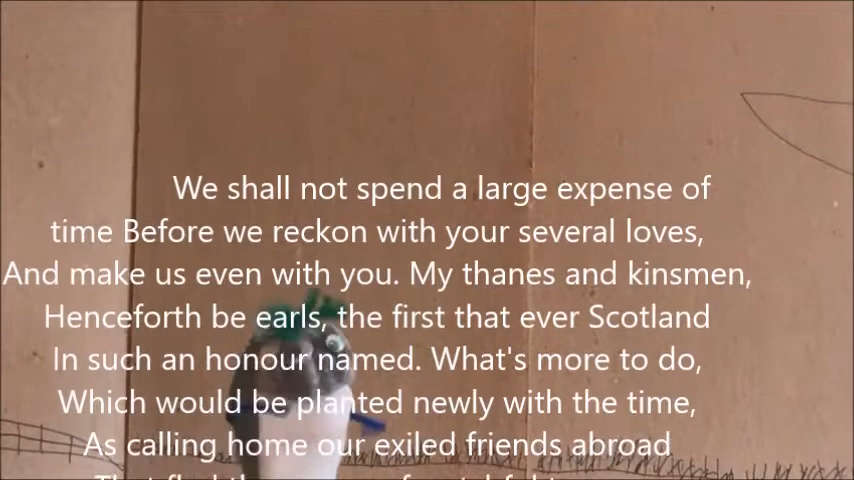 We shall not spend a large expense of
time Before we reckon with your several loves,
And make us even with you. My thanes and kinsmen,
Henceforth be earls, the first that ever Scotland
In such an honour named. What's more to do,
Which would be planted newly with the time,
As calling home our exiled friends abroad
That fled the